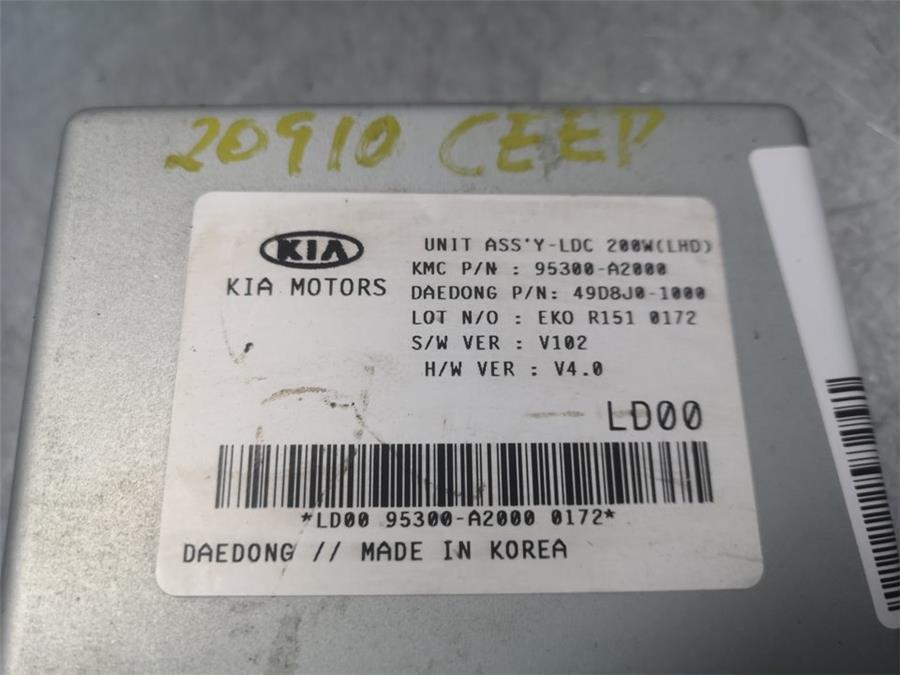 20910 CEED
KIA
KIA MOTORS
UNIT ASS'Y-LDC 200W(LHD)
KMC P/N : 95300-A2000
DAEDONG P/N: 49D8J0-1000
LOT N/O : EKO R151 0172
S/W VER : V102
H/W VER : V4.0
LD00
*LD00 95300-A2000 0172*
DAEDONG // MADE IN KOREA